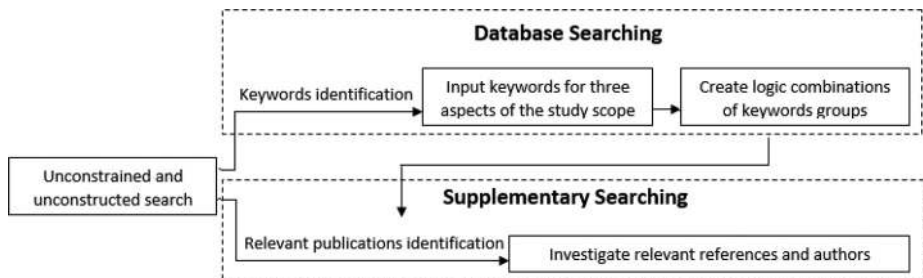 Database Searching
Keywords identification
Input keywords for three
aspects of the study scope
Create logic combinations
of keywords groups
Unconstrained and
unconstructed search
Supplementary Searching
Relevant publications identification
Investigate relevant references and authors